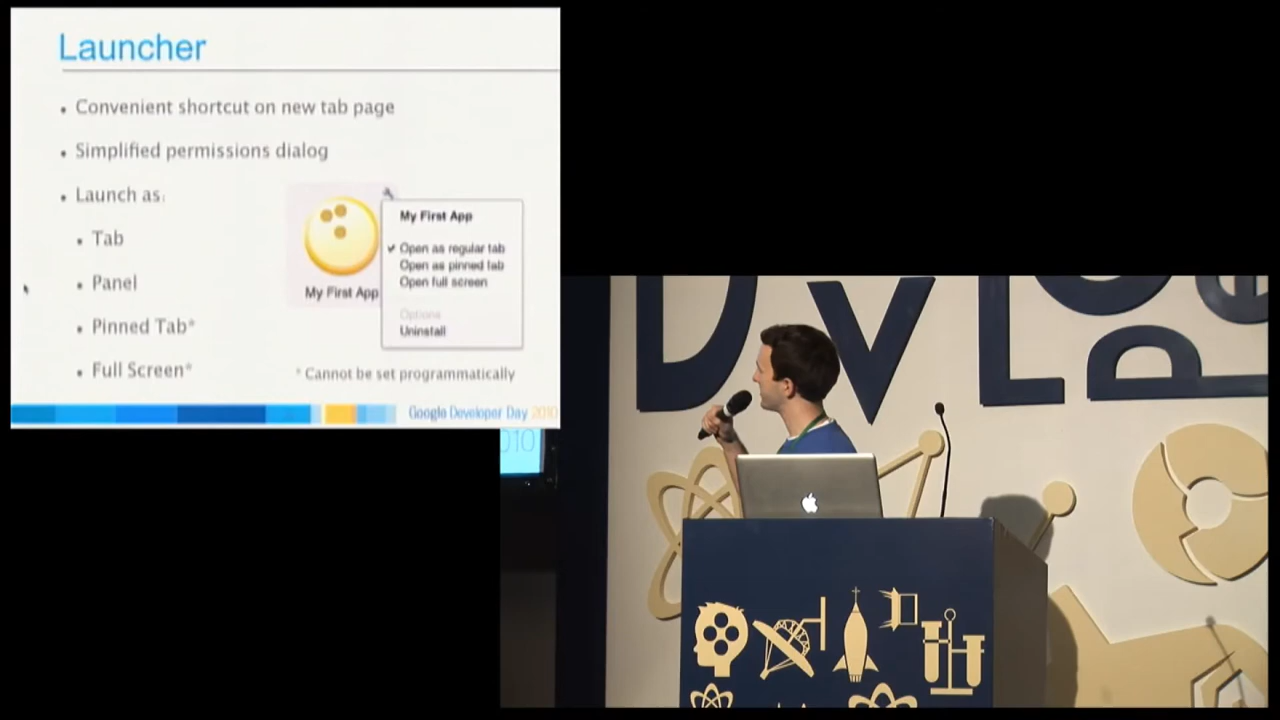 Launcher
• Convenient shortcut on new tab page
• Simplified permissions dialog
• Launch as:
• Tab
• Panel
• Pinned Tab*
• Full Screen*
My First App
My First App
✓ Open as regular tab
Open as pinned tab
Open full screen
Options
Uninstall
* Cannot be set programmatically
Google Developer Day 2010
2010